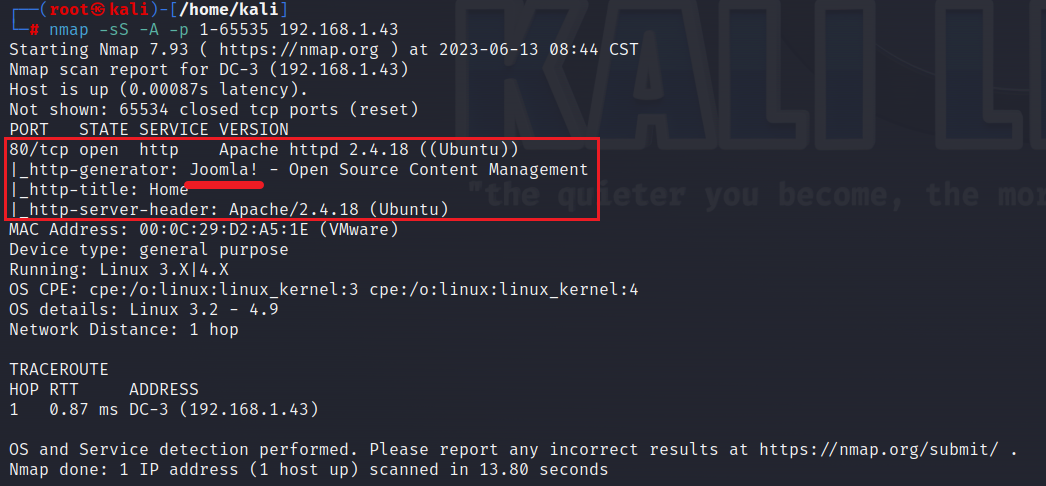 ┌──(root㉿kali)-[/home/kali]
└─# nmap -sS -A -p 1-65535 192.168.1.43
Starting Nmap 7.93 ( https://nmap.org ) at 2023-06-13 08:44 CST
Nmap scan report for DC-3 (192.168.1.43)
Host is up (0.00087s latency).
Not shown: 65534 closed tcp ports (reset)
PORT   STATE SERVICE VERSION
80/tcp open  http    Apache httpd 2.4.18 ((Ubuntu))
|_http-generator: Joomla! - Open Source Content Management
|_http-title: Home
|_http-server-header: Apache/2.4.18 (Ubuntu)
MAC Address: 00:0C:29:D2:A5:1E (VMware)
Device type: general purpose
Running: Linux 3.X|4.X
OS CPE: cpe:/o:linux:linux_kernel:3 cpe:/o:linux:linux_kernel:4
OS details: Linux 3.2 - 4.9
Network Distance: 1 hop

TRACEROUTE
HOP RTT     ADDRESS
1   0.87 ms DC-3 (192.168.1.43)

OS and Service detection performed. Please report any incorrect results at https://nmap.org/submit/ .
Nmap done: 1 IP address (1 host up) scanned in 13.80 seconds
KALI LI
"the quieter you become, the mor